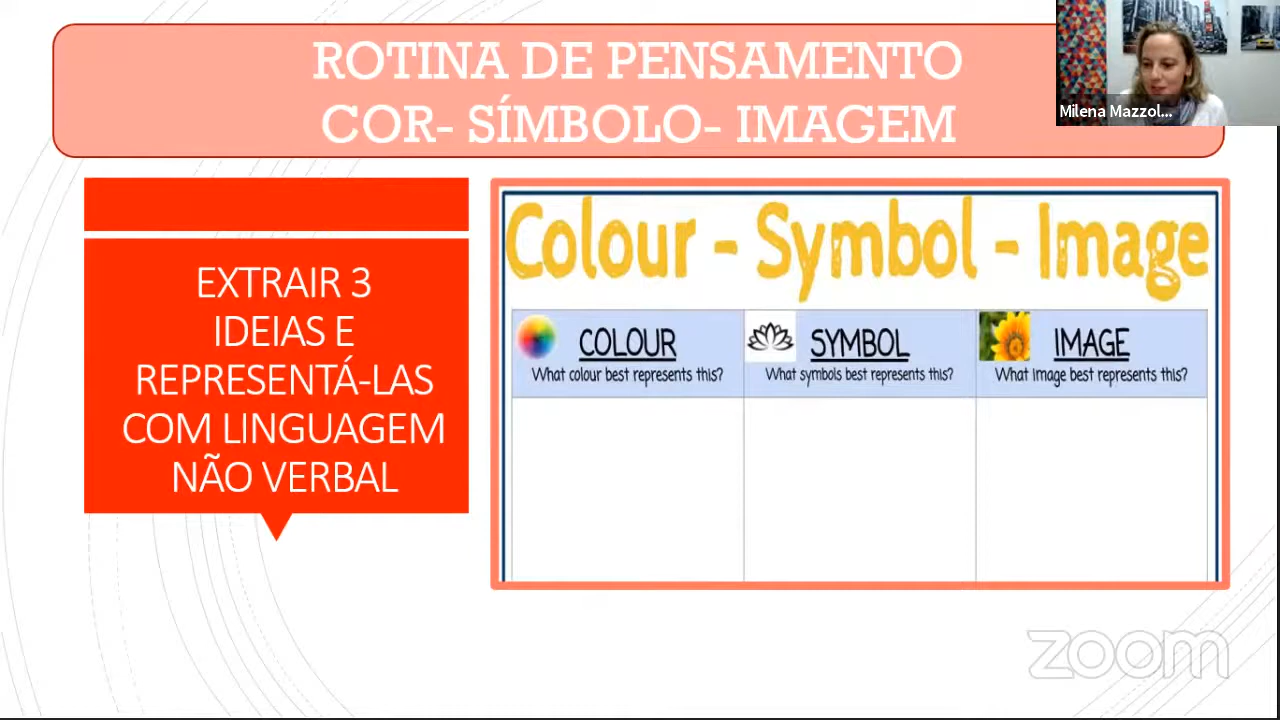 ROTINA DE PENSAMENTO
COR- SÍMBOLO- IMAGEM
Milena Mazzol...
EXTRAIR 3
IDEIAS E
REPRESENTÁ-LAS
COM LINGUAGEM
NÃO VERBAL
Colour - Symbol - Image
COLOUR
What colour best represents this?
SYMBOL
What symbols best represents this?
IMAGE
What image best represents this?
zoom